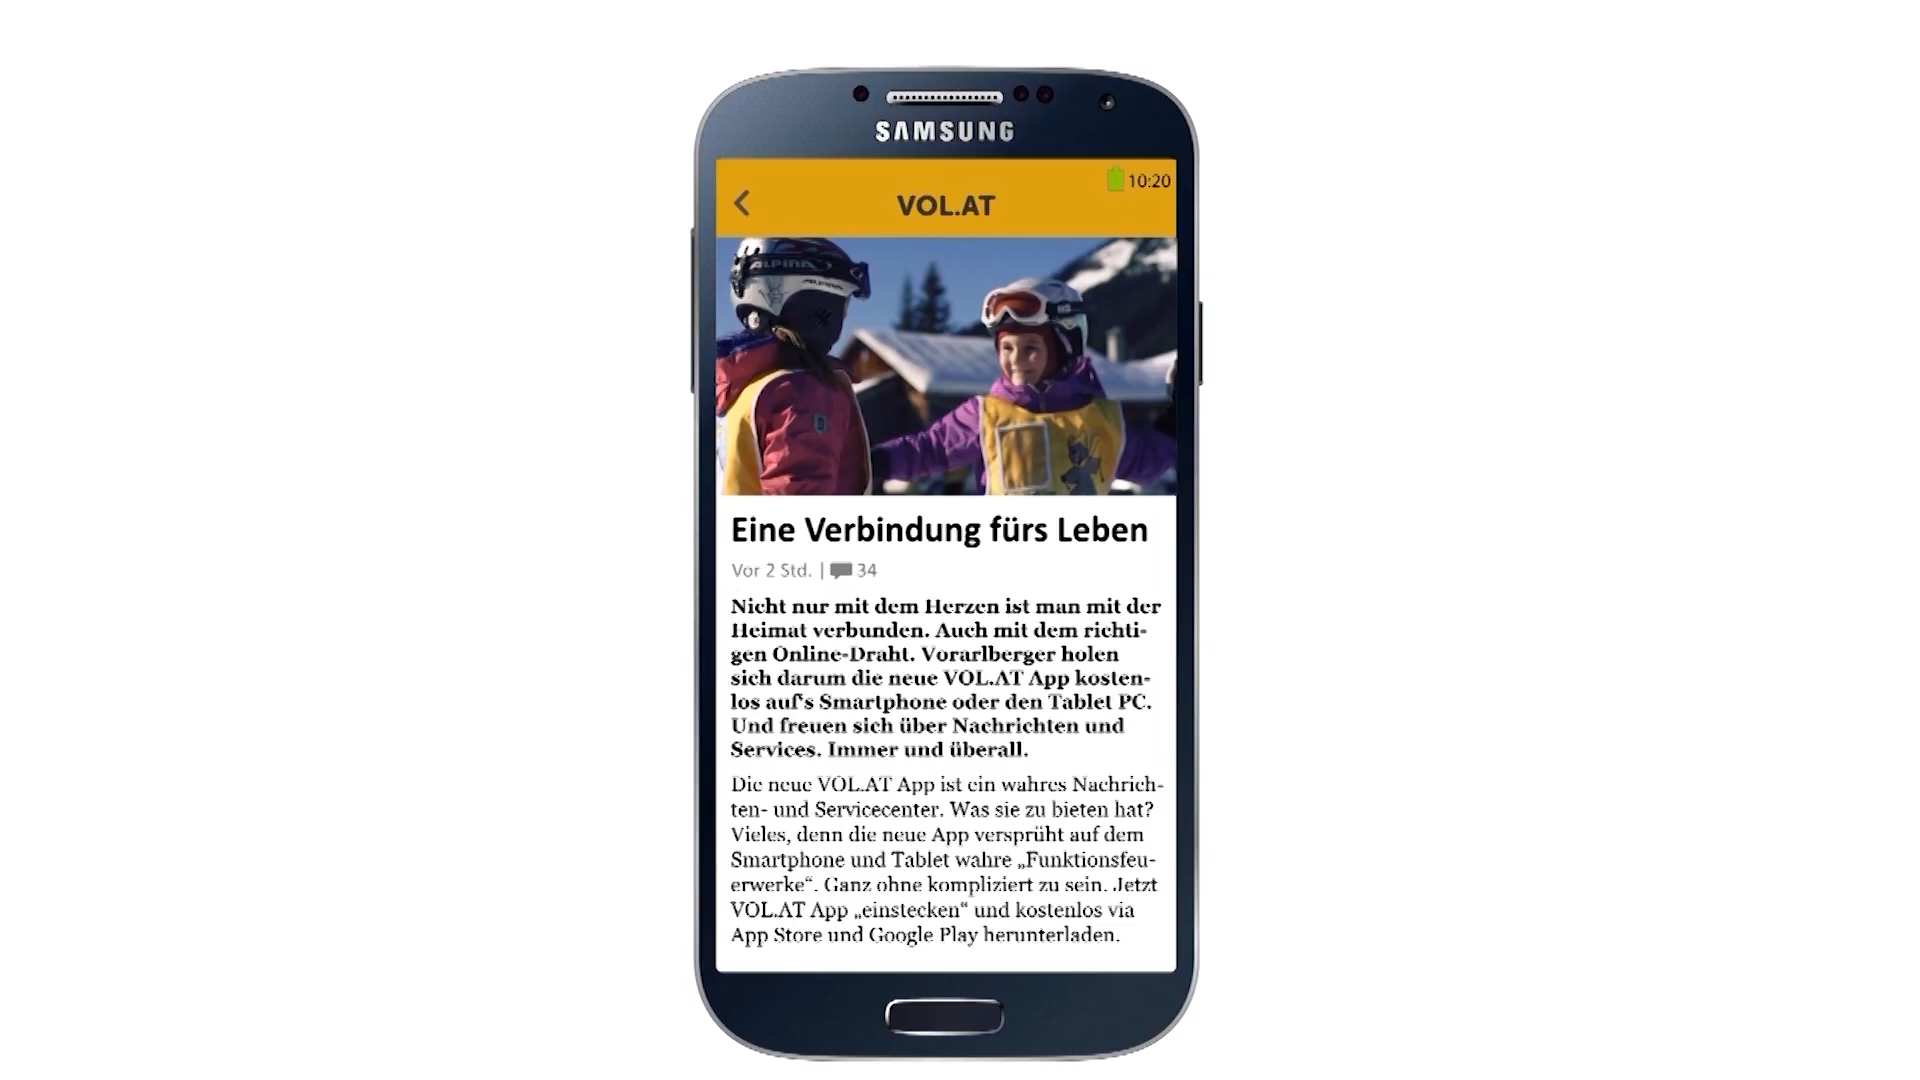 SAMSUNG
10:20
VOL.AT
ALPINA
Eine Verbindung fürs Leben
Vor 2 Std. | 34
Nicht nur mit dem Herzen ist man mit der
Heimat verbunden. Auch mit dem richti-
gen Online-Draht. Vorarlberger holen
sich darum die neue VOL.AT App kosten-
los auf's Smartphone oder den Tablet PC.
Und freuen sich über Nachrichten und
Services. Immer und überall.
Die neue VOL.AT App ist ein wahres Nachrich-
ten- und Servicecenter. Was sie zu bieten hat?
Vieles, denn die neue App versprüht auf dem
Smartphone und Tablet wahre „Funktionsfeu-
erwerke“. Ganz ohne kompliziert zu sein. Jetzt
VOL.AT App „einstecken“ und kostenlos via
App Store und Google Play herunterladen.